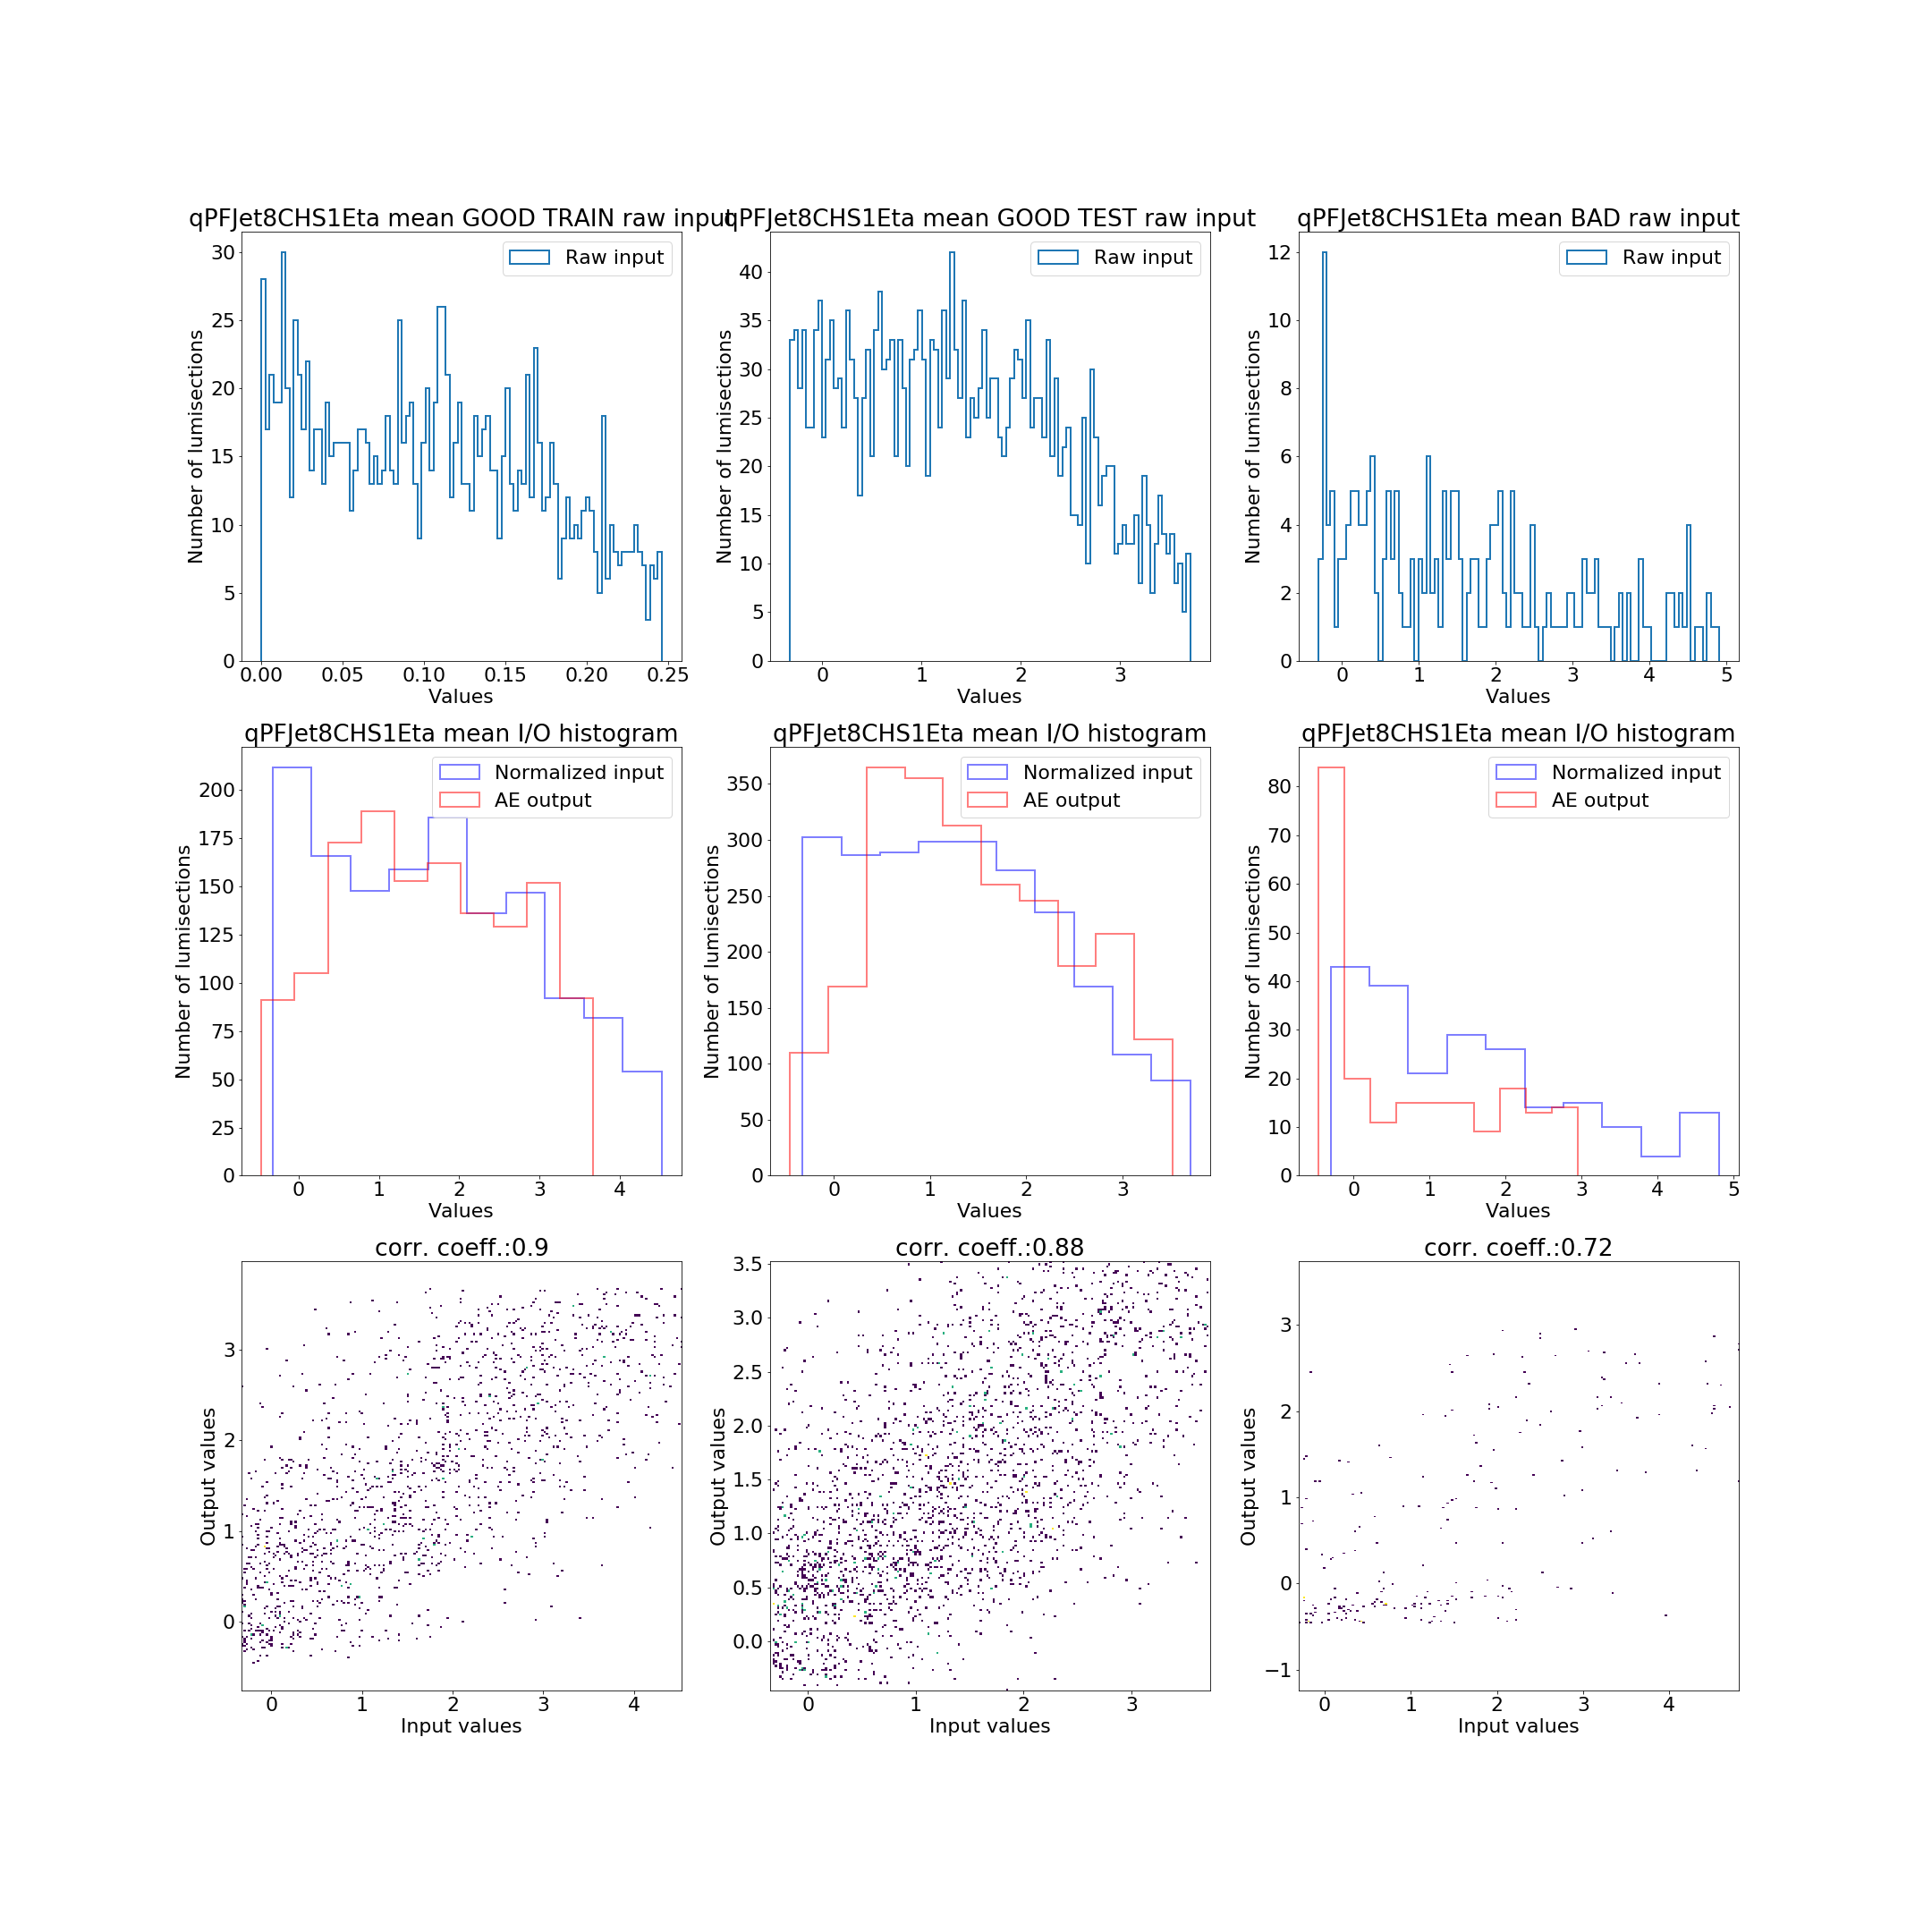 qPFJet8CHS1Eta mean GOOD TRAIN raw input
Raw input
Number of lumisections
30
25
20
15
10
5
0
0.00 0.05 0.10 0.15 0.20 0.25
Values
qPFJet8CHS1Eta mean GOOD TEST raw input
Raw input
Number of lumisections
40
35
30
25
20
15
10
5
0
0 1 2 3
Values
qPFJet8CHS1Eta mean BAD raw input
Raw input
Number of lumisections
12
10
8
6
4
2
0
0 1 2 3 4 5
Values
qPFJet8CHS1Eta mean I/O histogram
Normalized input
AE output
Number of lumisections
200
175
150
125
100
75
50
25
0
0 1 2 3 4
Values
qPFJet8CHS1Eta mean I/O histogram
Normalized input
AE output
Number of lumisections
350
300
250
200
150
100
50
0
0 1 2 3
Values
qPFJet8CHS1Eta mean I/O histogram
Normalized input
AE output
Number of lumisections
80
70
60
50
40
30
20
10
0
0 1 2 3 4 5
Values
corr. coeff.:0.9
Output values
3
2
1
0
0 1 2 3 4
Input values
corr. coeff.:0.88
Output values
3.5
3.0
2.5
2.0
1.5
1.0
0.5
0.0
0 1 2 3
Input values
corr. coeff.:0.72
Output values
3
2
1
0
−1
0 1 2 3 4
Input values